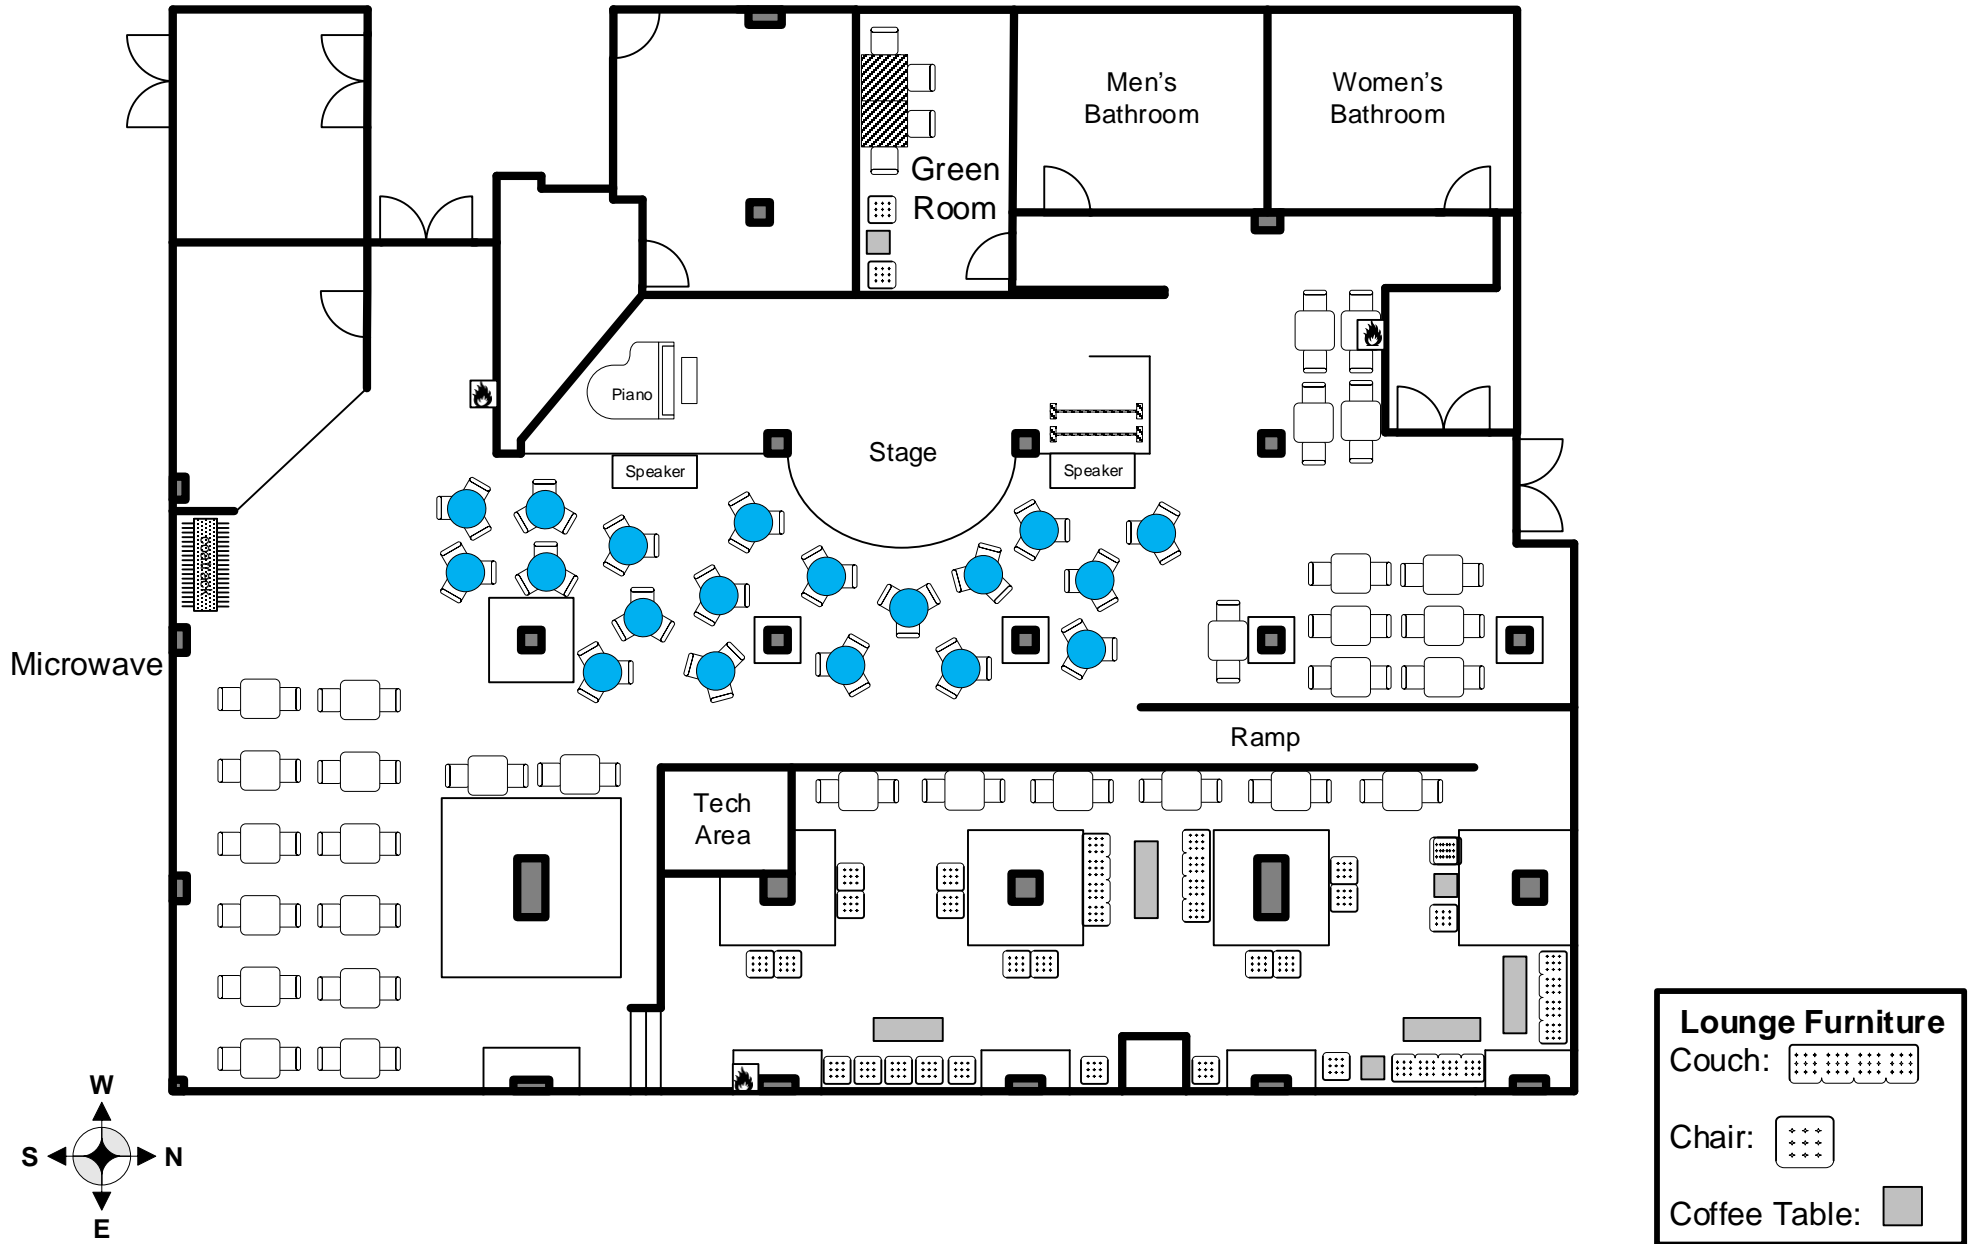 Men's
Bathroom
Women's
Bathroom
Green
Room
Piano
Stage
Speaker
Speaker
Microwave
Ramp
Tech
Area
W
S
N
E
Lounge Furniture
Couch:
Chair:
Coffee Table: